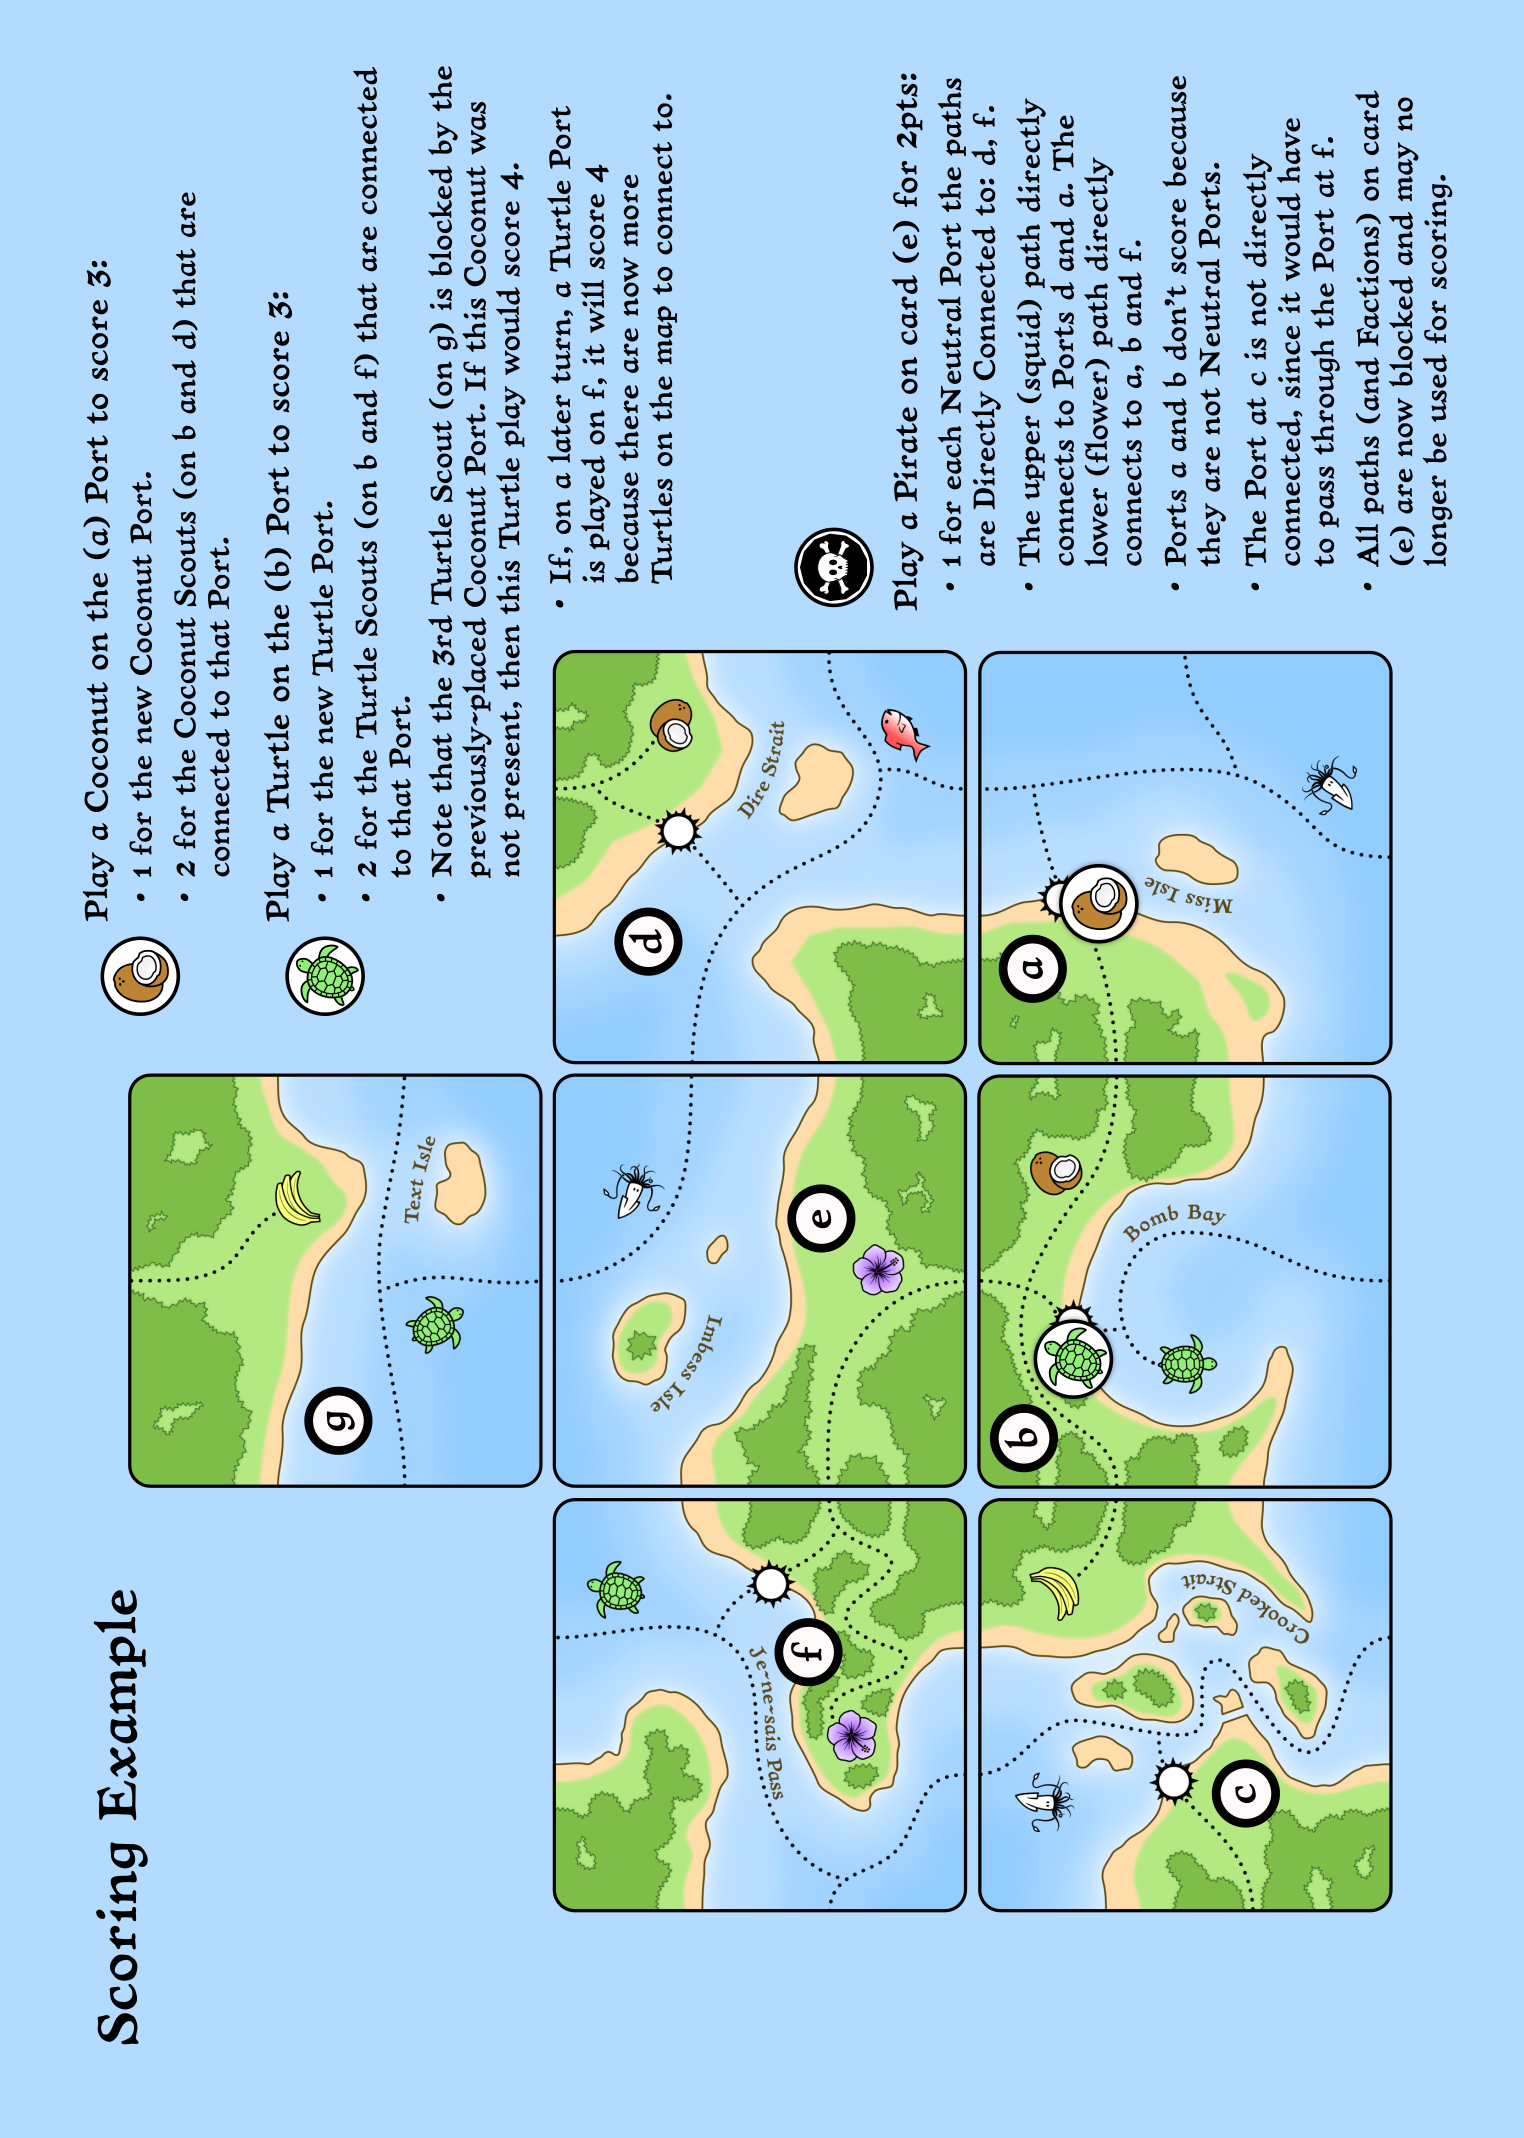 Scoring Example
Play a Coconut on the (a) Port to score 3:
• 1 for the new Coconut Port.
• 2 for the Coconut Scouts (on b and d) that are
connected to that Port.
Play a Turtle on the (b) Port to score 3:
• 1 for the new Turtle Port.
• 2 for the Turtle Scouts (on b and f) that are connected
to that Port.
• Note that the 3rd Turtle Scout (on g) is blocked by the
previously~placed Coconut Port. If this Coconut was
not present, then this Turtle play would score 4.
• If, on a later turn, a Turtle Port
is played on f, it will score 4
because there are now more
Turtles on the map to connect to.
Play a Pirate on card (e) for 2pts:
• 1 for each Neutral Port the paths
are Directly Connected to: d, f.
• The upper (squid) path directly
connects to Ports d and a. The
lower (flower) path directly
connects to a, b and f.
• Ports a and b don't score because
they are not Neutral Ports.
• The Port at c is not directly
connected, since it would have
to pass through the Port at f.
• All paths (and Factions) on card
(e) are now blocked and may no
longer be used for scoring.
g
Text Isle
f
Je~ne~sais Pass
Imbess Isle
e
d
Dire Strait
c
Crooked Strait
b
Bomb Bay
a
Miss Isle